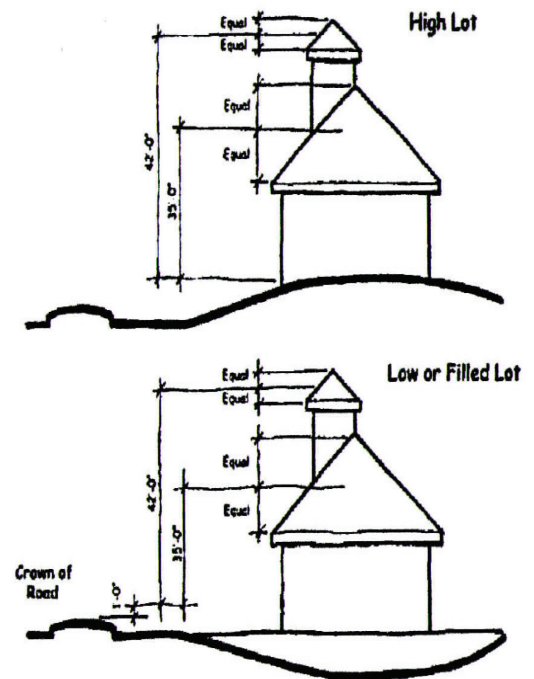 High Lot
Equal
Equal
Equal
Equal
42'-0"
35'-0"
Low or Filled Lot
Equal
Equal
Equal
Equal
42'-0"
35'-0"
Crown of
Road
1'-0"